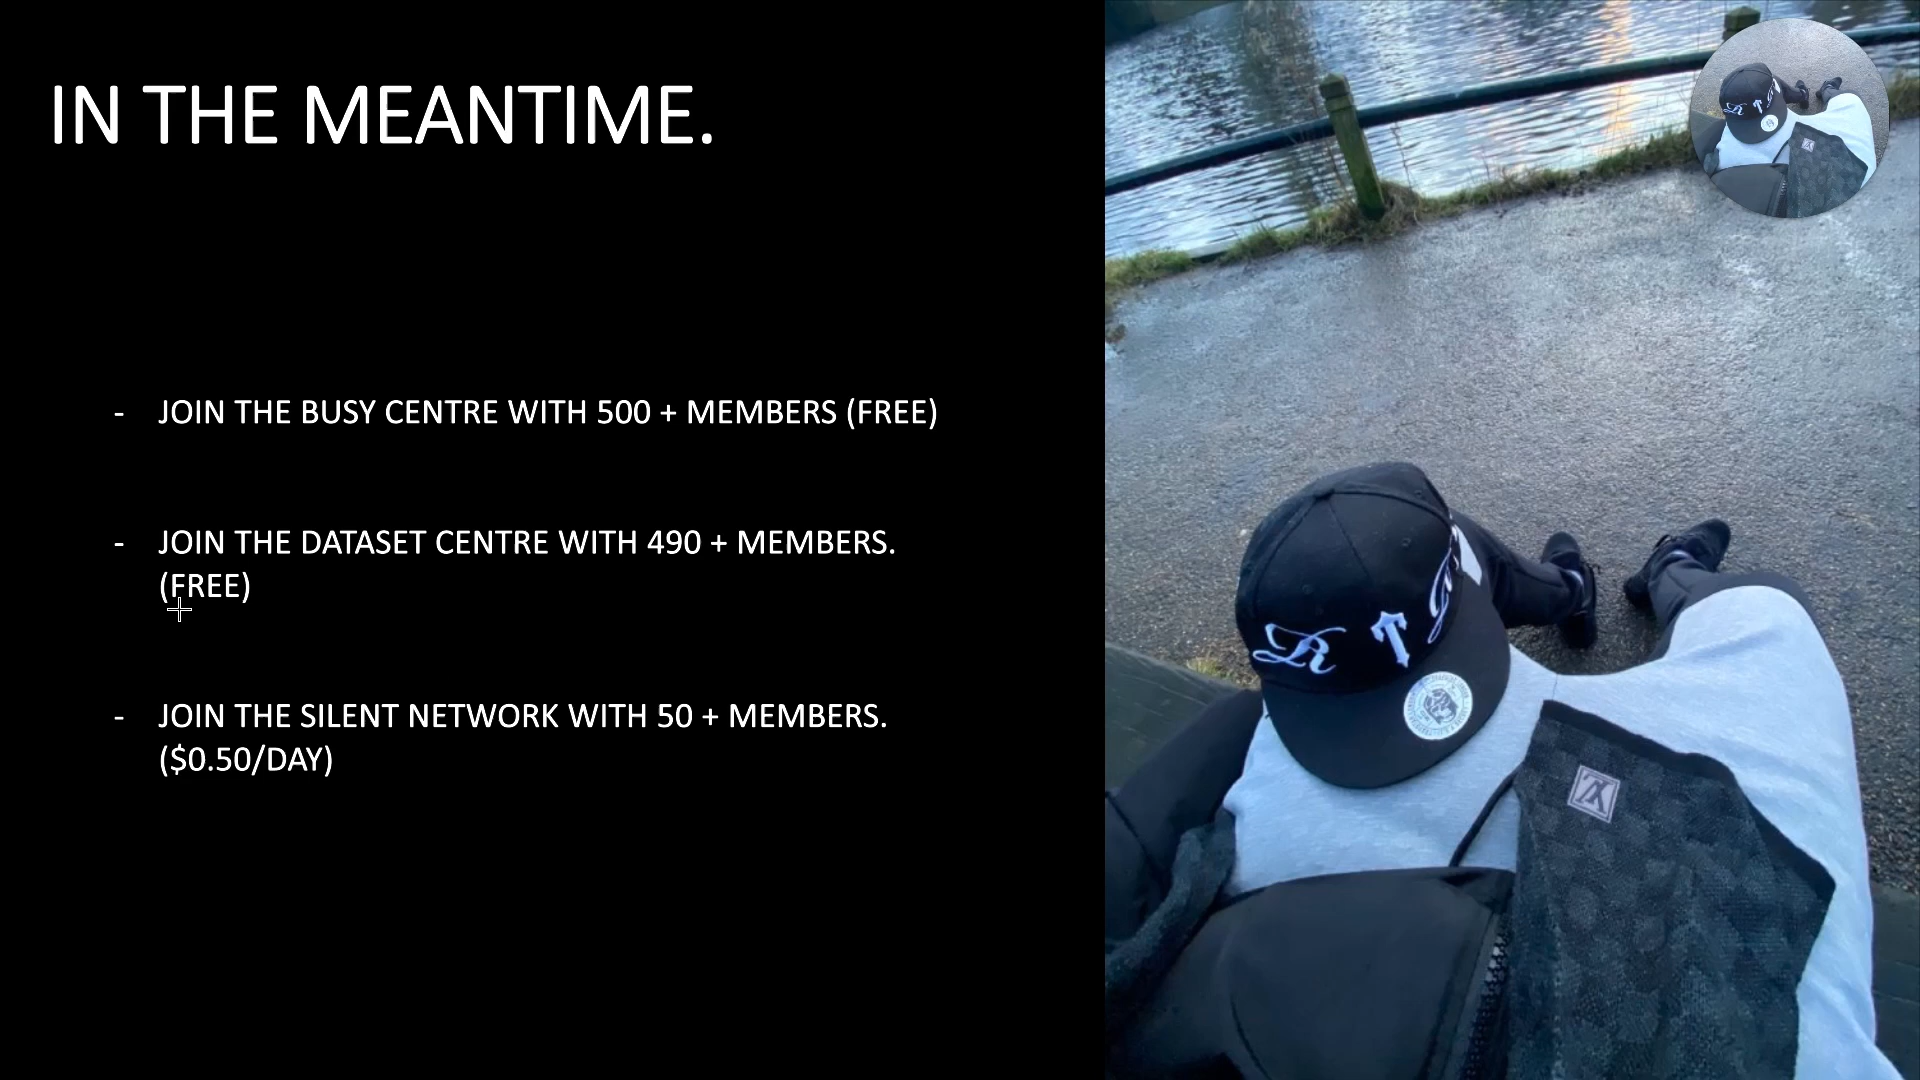 IN THE MEANTIME.
- JOIN THE BUSY CENTRE WITH 500 + MEMBERS (FREE)
- JOIN THE DATASET CENTRE WITH 490 + MEMBERS.
(FREE)
- JOIN THE SILENT NETWORK WITH 50 + MEMBERS.
($0.50/DAY)